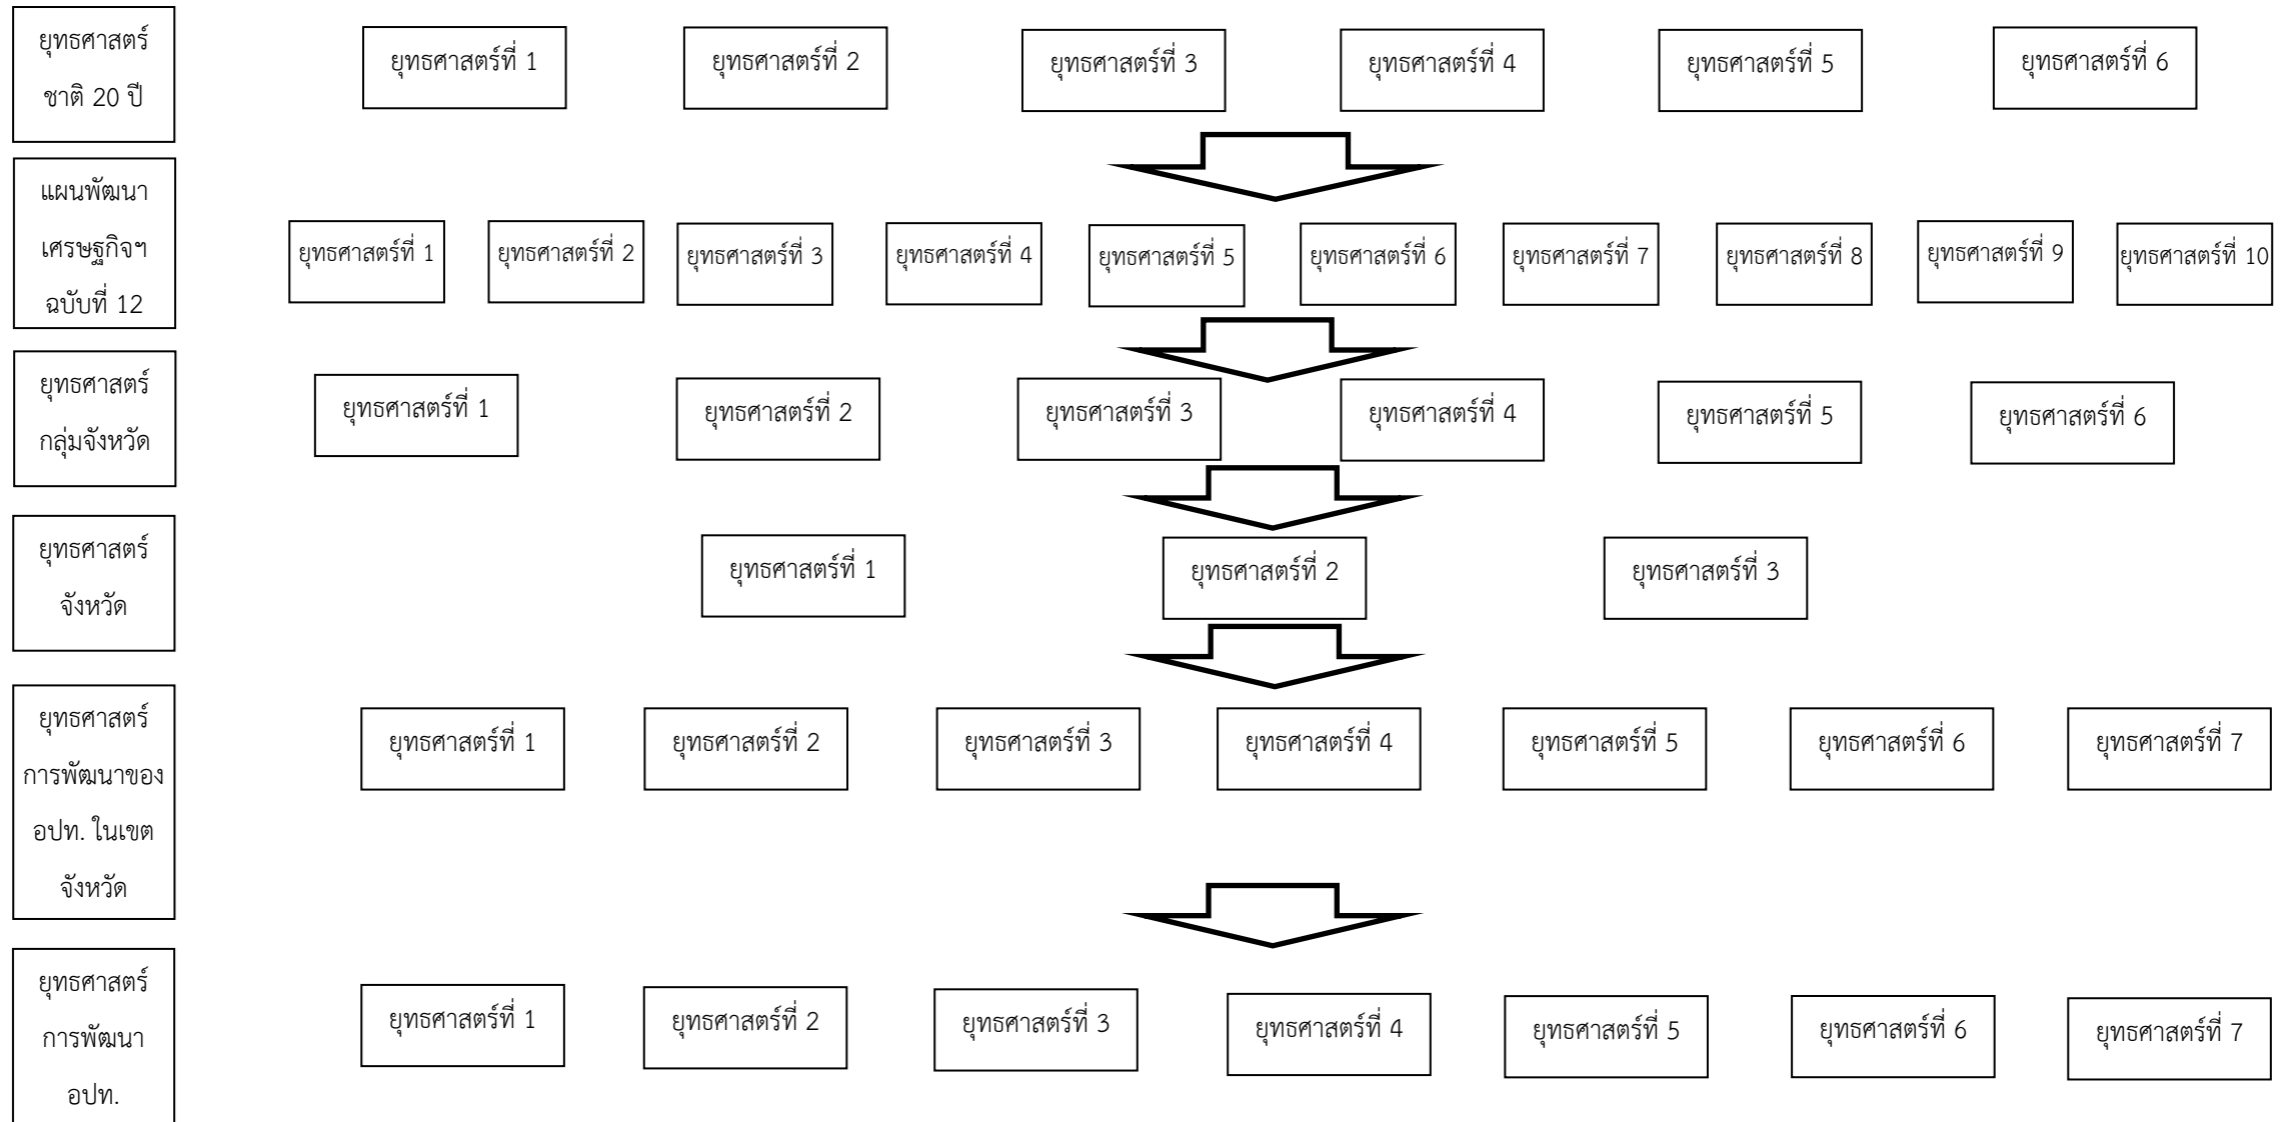 ยุทธศาสตร์
ชาติ 20 ปี
ยุทธศาสตร์ที่ 1
ยุทธศาสตร์ที่ 2
ยุทธศาสตร์ที่ 3
ยุทธศาสตร์ที่ 4
ยุทธศาสตร์ที่ 5
ยุทธศาสตร์ที่ 6
แผนพัฒนา
เศรษฐกิจฯ
ฉบับที่ 12
ยุทธศาสตร์ที่ 1
ยุทธศาสตร์ที่ 2
ยุทธศาสตร์ที่ 3
ยุทธศาสตร์ที่ 4
ยุทธศาสตร์ที่ 5
ยุทธศาสตร์ที่ 6
ยุทธศาสตร์ที่ 7
ยุทธศาสตร์ที่ 8
ยุทธศาสตร์ที่ 9
ยุทธศาสตร์ที่ 10
ยุทธศาสตร์
กลุ่มจังหวัด
ยุทธศาสตร์ที่ 1
ยุทธศาสตร์ที่ 2
ยุทธศาสตร์ที่ 3
ยุทธศาสตร์ที่ 4
ยุทธศาสตร์ที่ 5
ยุทธศาสตร์ที่ 6
ยุทธศาสตร์
จังหวัด
ยุทธศาสตร์ที่ 1
ยุทธศาสตร์ที่ 2
ยุทธศาสตร์ที่ 3
ยุทธศาสตร์
การพัฒนาของ
อปท. ในเขต
จังหวัด
ยุทธศาสตร์ที่ 1
ยุทธศาสตร์ที่ 2
ยุทธศาสตร์ที่ 3
ยุทธศาสตร์ที่ 4
ยุทธศาสตร์ที่ 5
ยุทธศาสตร์ที่ 6
ยุทธศาสตร์ที่ 7
ยุทธศาสตร์
การพัฒนา
อปท.
ยุทธศาสตร์ที่ 1
ยุทธศาสตร์ที่ 2
ยุทธศาสตร์ที่ 3
ยุทธศาสตร์ที่ 4
ยุทธศาสตร์ที่ 5
ยุทธศาสตร์ที่ 6
ยุทธศาสตร์ที่ 7